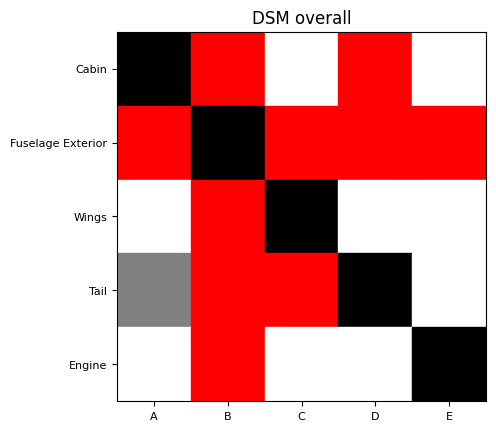 DSM overall
Cabin
Fuselage Exterior
Wings
Tail
Engine
A B C D E